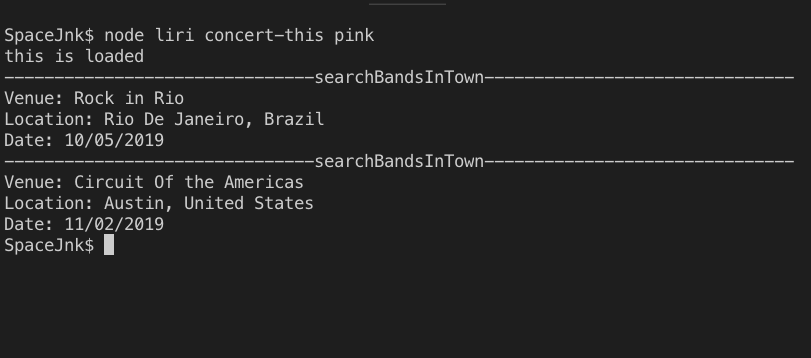 SpaceJnk$ node liri concert-this pink
this is loaded
-------------------------------searchBandsInTown-------------------------------
Venue: Rock in Rio
Location: Rio De Janeiro, Brazil
Date: 10/05/2019
-------------------------------searchBandsInTown-------------------------------
Venue: Circuit Of the Americas
Location: Austin, United States
Date: 11/02/2019
SpaceJnk$